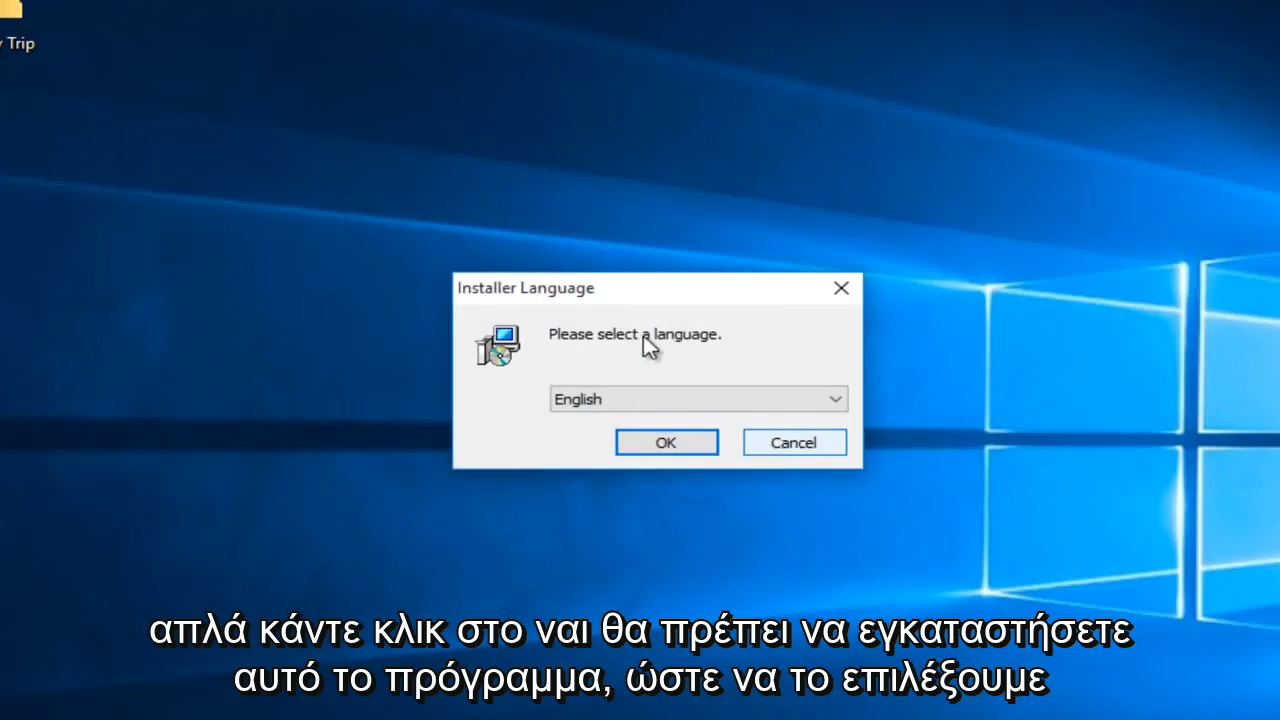 Trip
Installer Language
Please select a language.
English
OK
Cancel
απλά κάντε κλικ στο ναι θα πρέπει να εγκαταστήσετε
αυτό το πρόγραμμα, ώστε να το επιλέξουμε